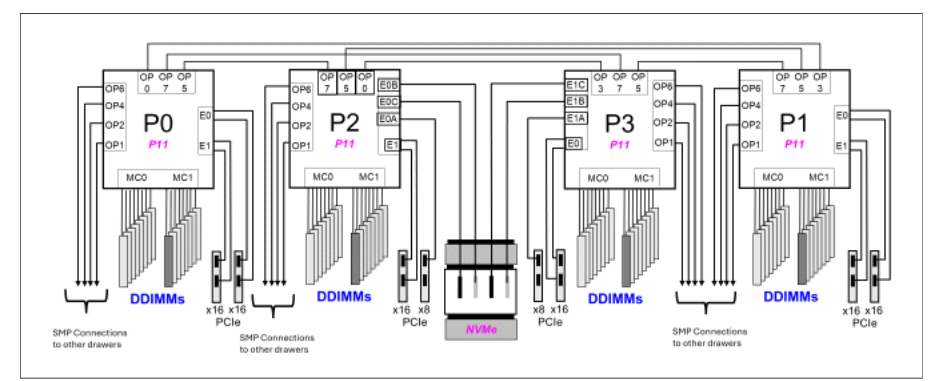 OP OP OP
0 7 5
OP6
OP4
OP2
OP1
P0
P11
E0
E1
MC0 MC1
DDIMMs
x16 x16
PCIe
SMP Connections
to other drawers
OP OP OP
7 5 0
OP6
OP4
OP2
OP1
P2
P11
E0B
E0C
E0A
E1
MC0 MC1
DDIMMs
x16 x8
PCIe
SMP Connections
to other drawers
NVMe
OP OP OP
3 7 5
E1C
E1B
E1A
E0
P3
P11
OP6
OP4
OP2
OP1
MC0 MC1
x8 x16
PCIe
DDIMMs
OP OP OP
7 5 3
OP6
OP4
OP2
OP1
P1
P11
E0
E1
MC0 MC1
DDIMMs
x16 x16
PCIe
SMP Connections
to other drawers